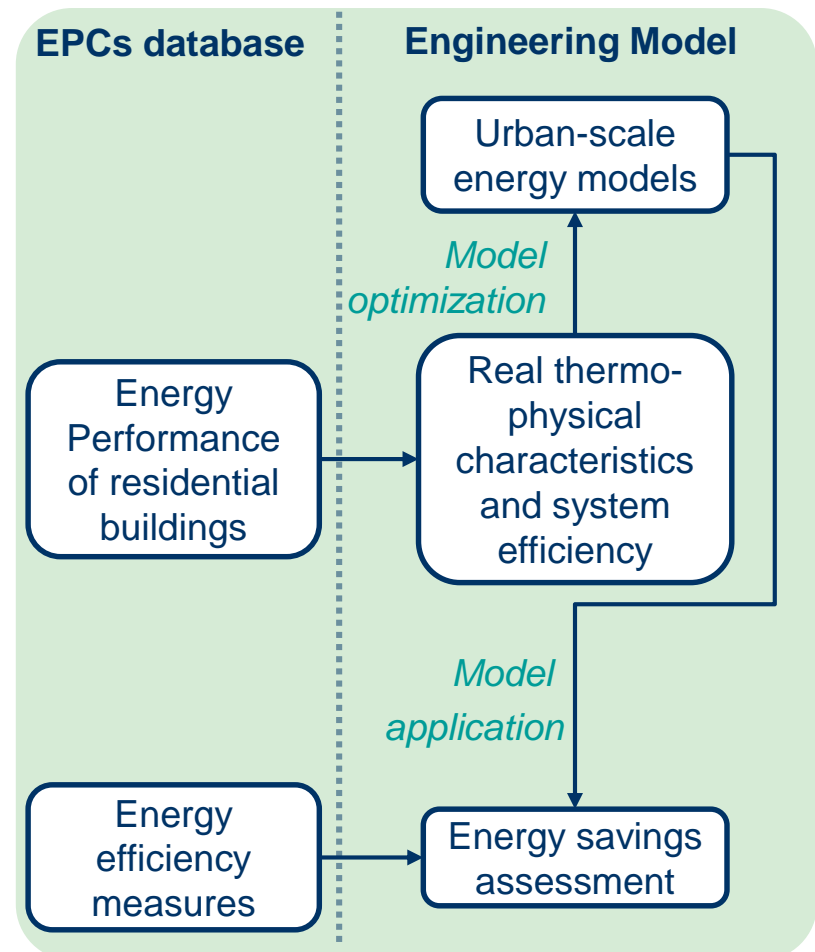 EPCs database
Engineering Model
Urban-scale
energy models
Model
optimization
Energy
Performance
of residential
buildings
Real thermo-
physical
characteristics
and system
efficiency
Model
application
Energy
efficiency
measures
Energy savings
assessment